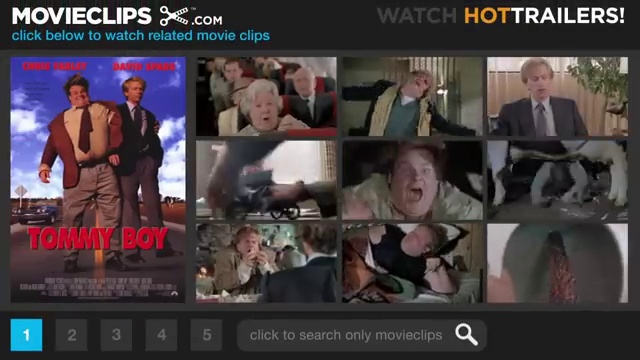 MOVIECLIPS .COM
WATCH HOTTRAILERS!
click below to watch related movie clips
CHRIS FARLEY DAVID SPADE
TOMMY BOY
1 2 3 4 5
click to search only movieclips